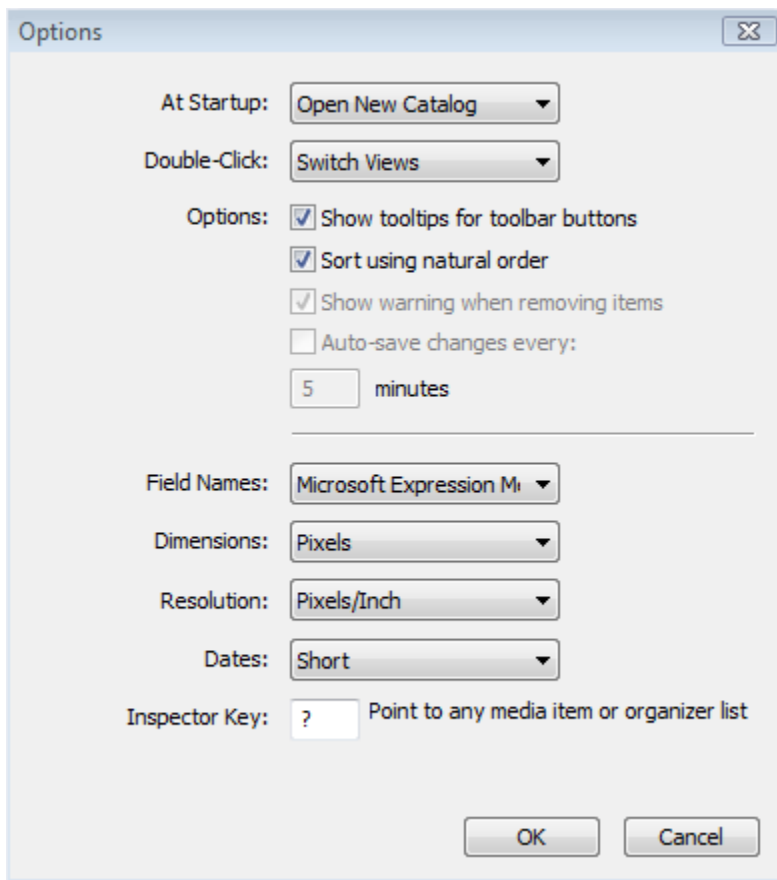 Options
At Startup: Open New Catalog
Double-Click: Switch Views
Options: Show tooltips for toolbar buttons
Sort using natural order
Show warning when removing items
Auto-save changes every:
5 minutes
Field Names: Microsoft Expression M
Dimensions: Pixels
Resolution: Pixels/Inch
Dates: Short
Inspector Key: ? Point to any media item or organizer list
OK Cancel